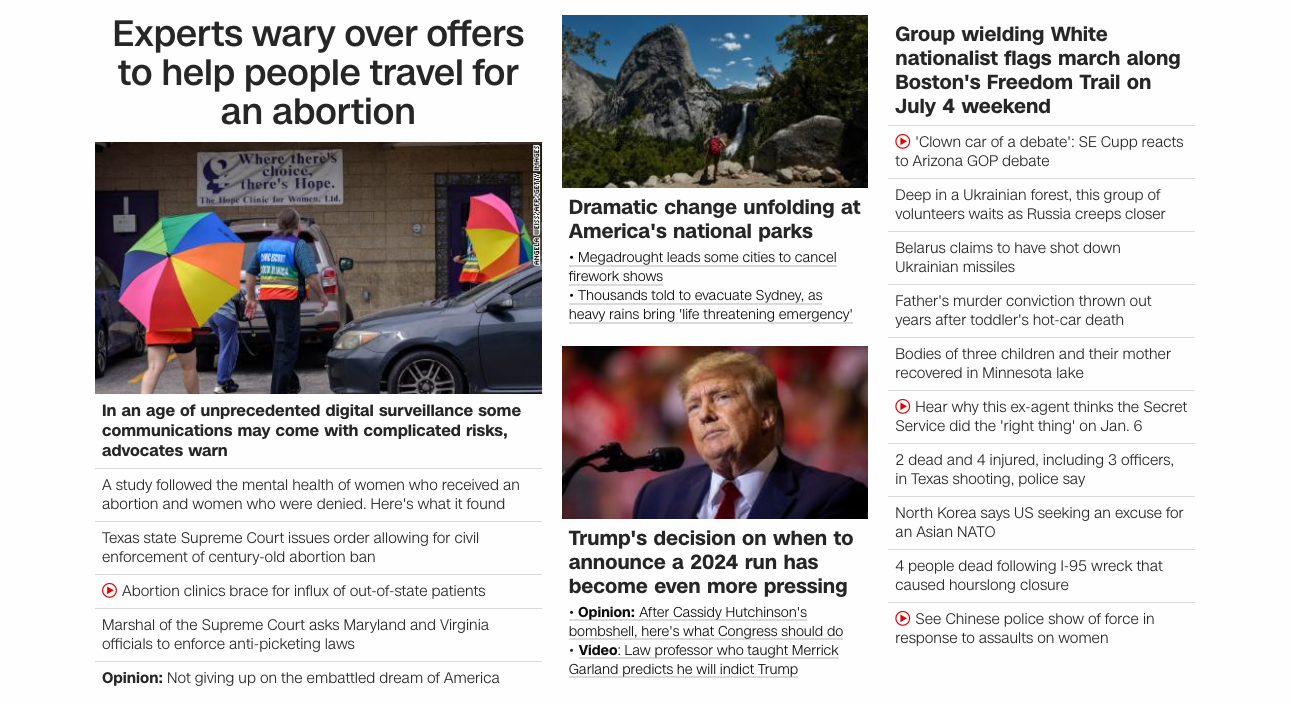 Experts wary over offers
to help people travel for
an abortion
Where there's
choice,
there's Hope.
The Hope Clinic for Women, Ltd.
ANGELA WEISS/AFP/GETTY IMAGES
CLINIC ESCORT
In an age of unprecedented digital surveillance some
communications may come with complicated risks,
advocates warn
A study followed the mental health of women who received an
abortion and women who were denied. Here's what it found
Texas state Supreme Court issues order allowing for civil
enforcement of century-old abortion ban
Abortion clinics brace for influx of out-of-state patients
Marshal of the Supreme Court asks Maryland and Virginia
officials to enforce anti-picketing laws
Opinion: Not giving up on the embattled dream of America
Dramatic change unfolding at
America's national parks
• Megadrought leads some cities to cancel
firework shows
• Thousands told to evacuate Sydney, as
heavy rains bring 'life threatening emergency'
Trump's decision on when to
announce a 2024 run has
become even more pressing
• Opinion: After Cassidy Hutchinson's
bombshell, here's what Congress should do
• Video: Law professor who taught Merrick
Garland predicts he will indict Trump
Group wielding White
nationalist flags march along
Boston's Freedom Trail on
July 4 weekend
'Clown car of a debate': SE Cupp reacts
to Arizona GOP debate
Deep in a Ukrainian forest, this group of
volunteers waits as Russia creeps closer
Belarus claims to have shot down
Ukrainian missiles
Father's murder conviction thrown out
years after toddler's hot-car death
Bodies of three children and their mother
recovered in Minnesota lake
Hear why this ex-agent thinks the Secret
Service did the 'right thing' on Jan. 6
2 dead and 4 injured, including 3 officers,
in Texas shooting, police say
North Korea says US seeking an excuse for
an Asian NATO
4 people dead following I-95 wreck that
caused hourslong closure
See Chinese police show of force in
response to assaults on women